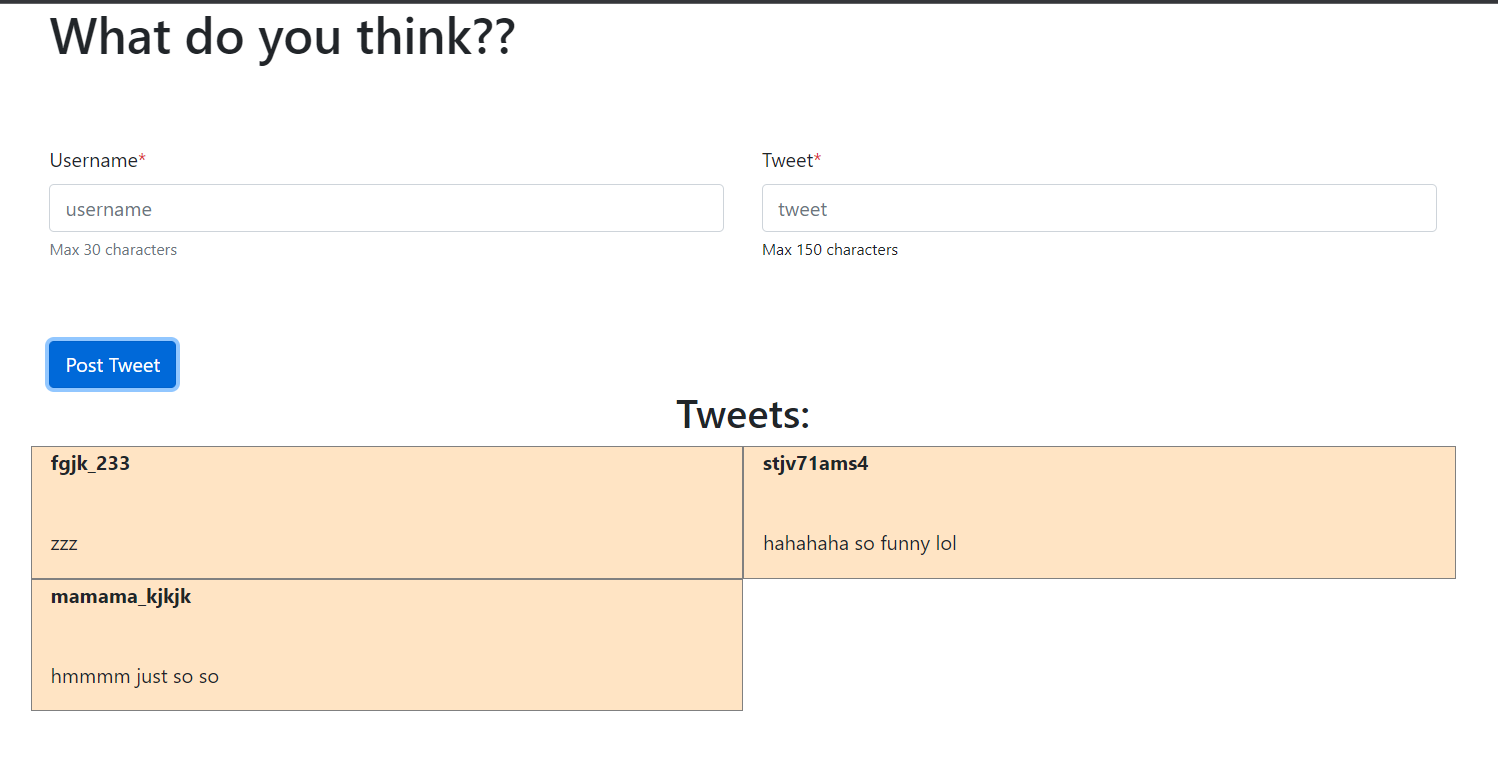 What do you think??
Username*
Tweet*
username
tweet
Max 30 characters
Max 150 characters
Post Tweet
Tweets:
fgjk_233
zzz
stjv71ams4
hahahaha so funny lol
mamama_kjkjk
hmmmm just so so